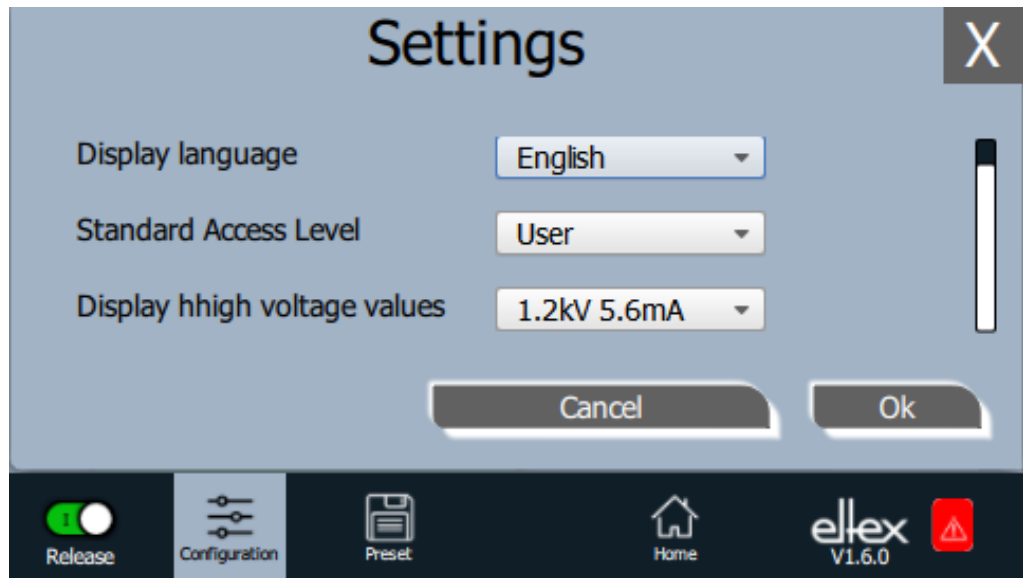 Settings
X
Display language
English
Standard Access Level
User
Display hhigh voltage values
1.2kV 5.6mA
Cancel
Ok
I
Release
Configuration
Preset
Home
eltex
V1.6.0